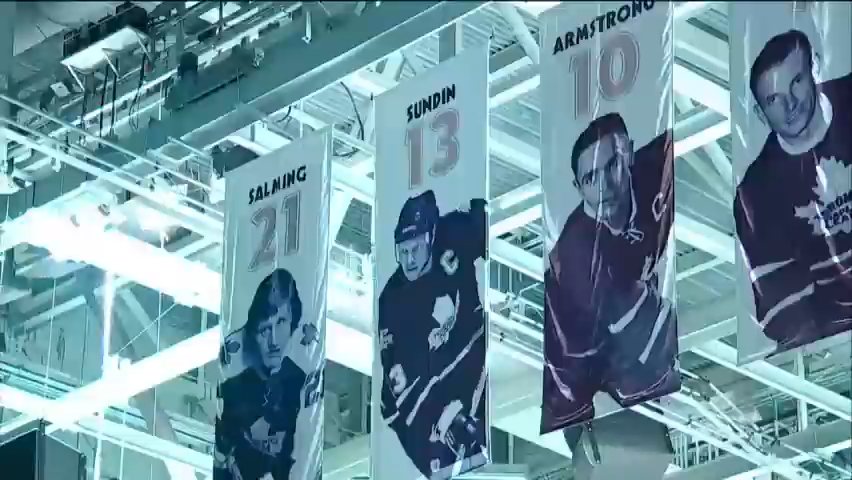 SALMING
21
SUNDIN
13
C
ARMSTRONG
10
C